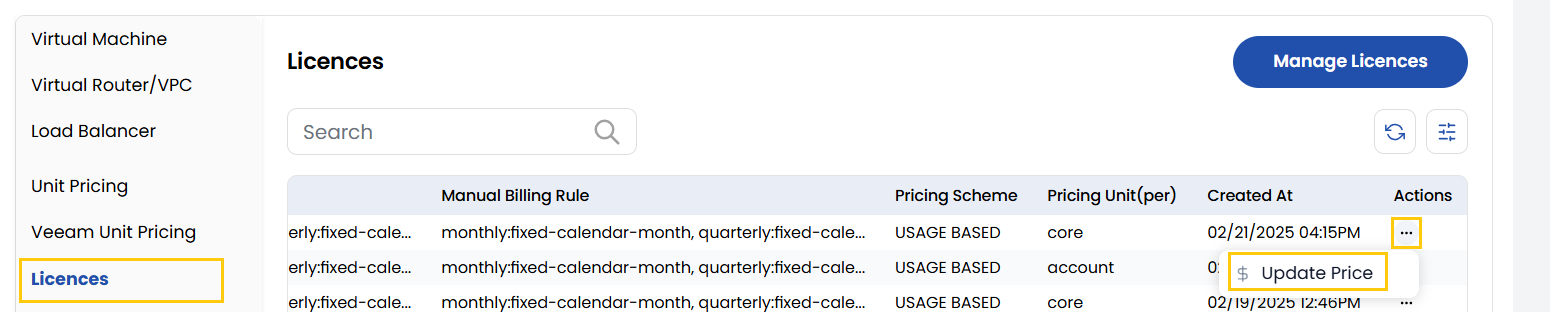 Virtual Machine
Virtual Router/VPC
Load Balancer
Unit Pricing
Veeam Unit Pricing
Licences
Licences
Manage Licences
Search
Manual Billing Rule Pricing Scheme Pricing Unit(per) Created At Actions
erly:fixed-cale... monthly:fixed-calendar-month, quarterly:fixed-cale... USAGE BASED core 02/21/2025 04:15PM ...
erly:fixed-cale... monthly:fixed-calendar-month, quarterly:fixed-cale... USAGE BASED account
$ Update Price
erly:fixed-cale... monthly:fixed-calendar-month, quarterly:fixed-cale... USAGE BASED core 02/19/2025 12:46PM ...